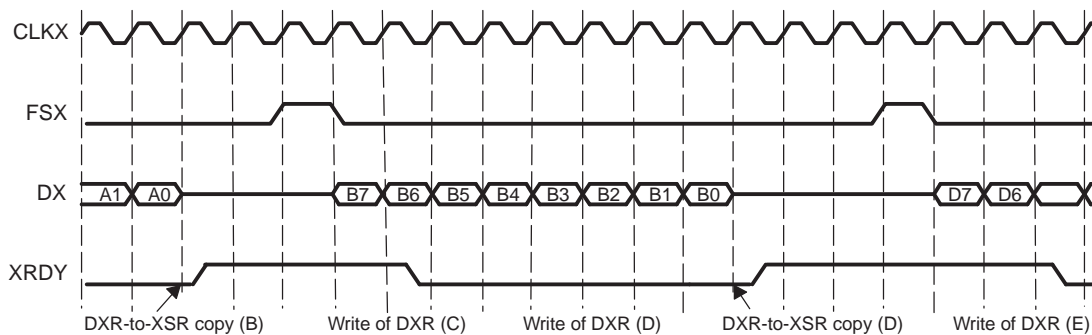 CLKX
FSX
DX A1 A0 B7 B6 B5 B4 B3 B2 B1 B0 D7 D6
XRDY
DXR-to-XSR copy (B) Write of DXR (C) Write of DXR (D) DXR-to-XSR copy (D) Write of DXR (E)